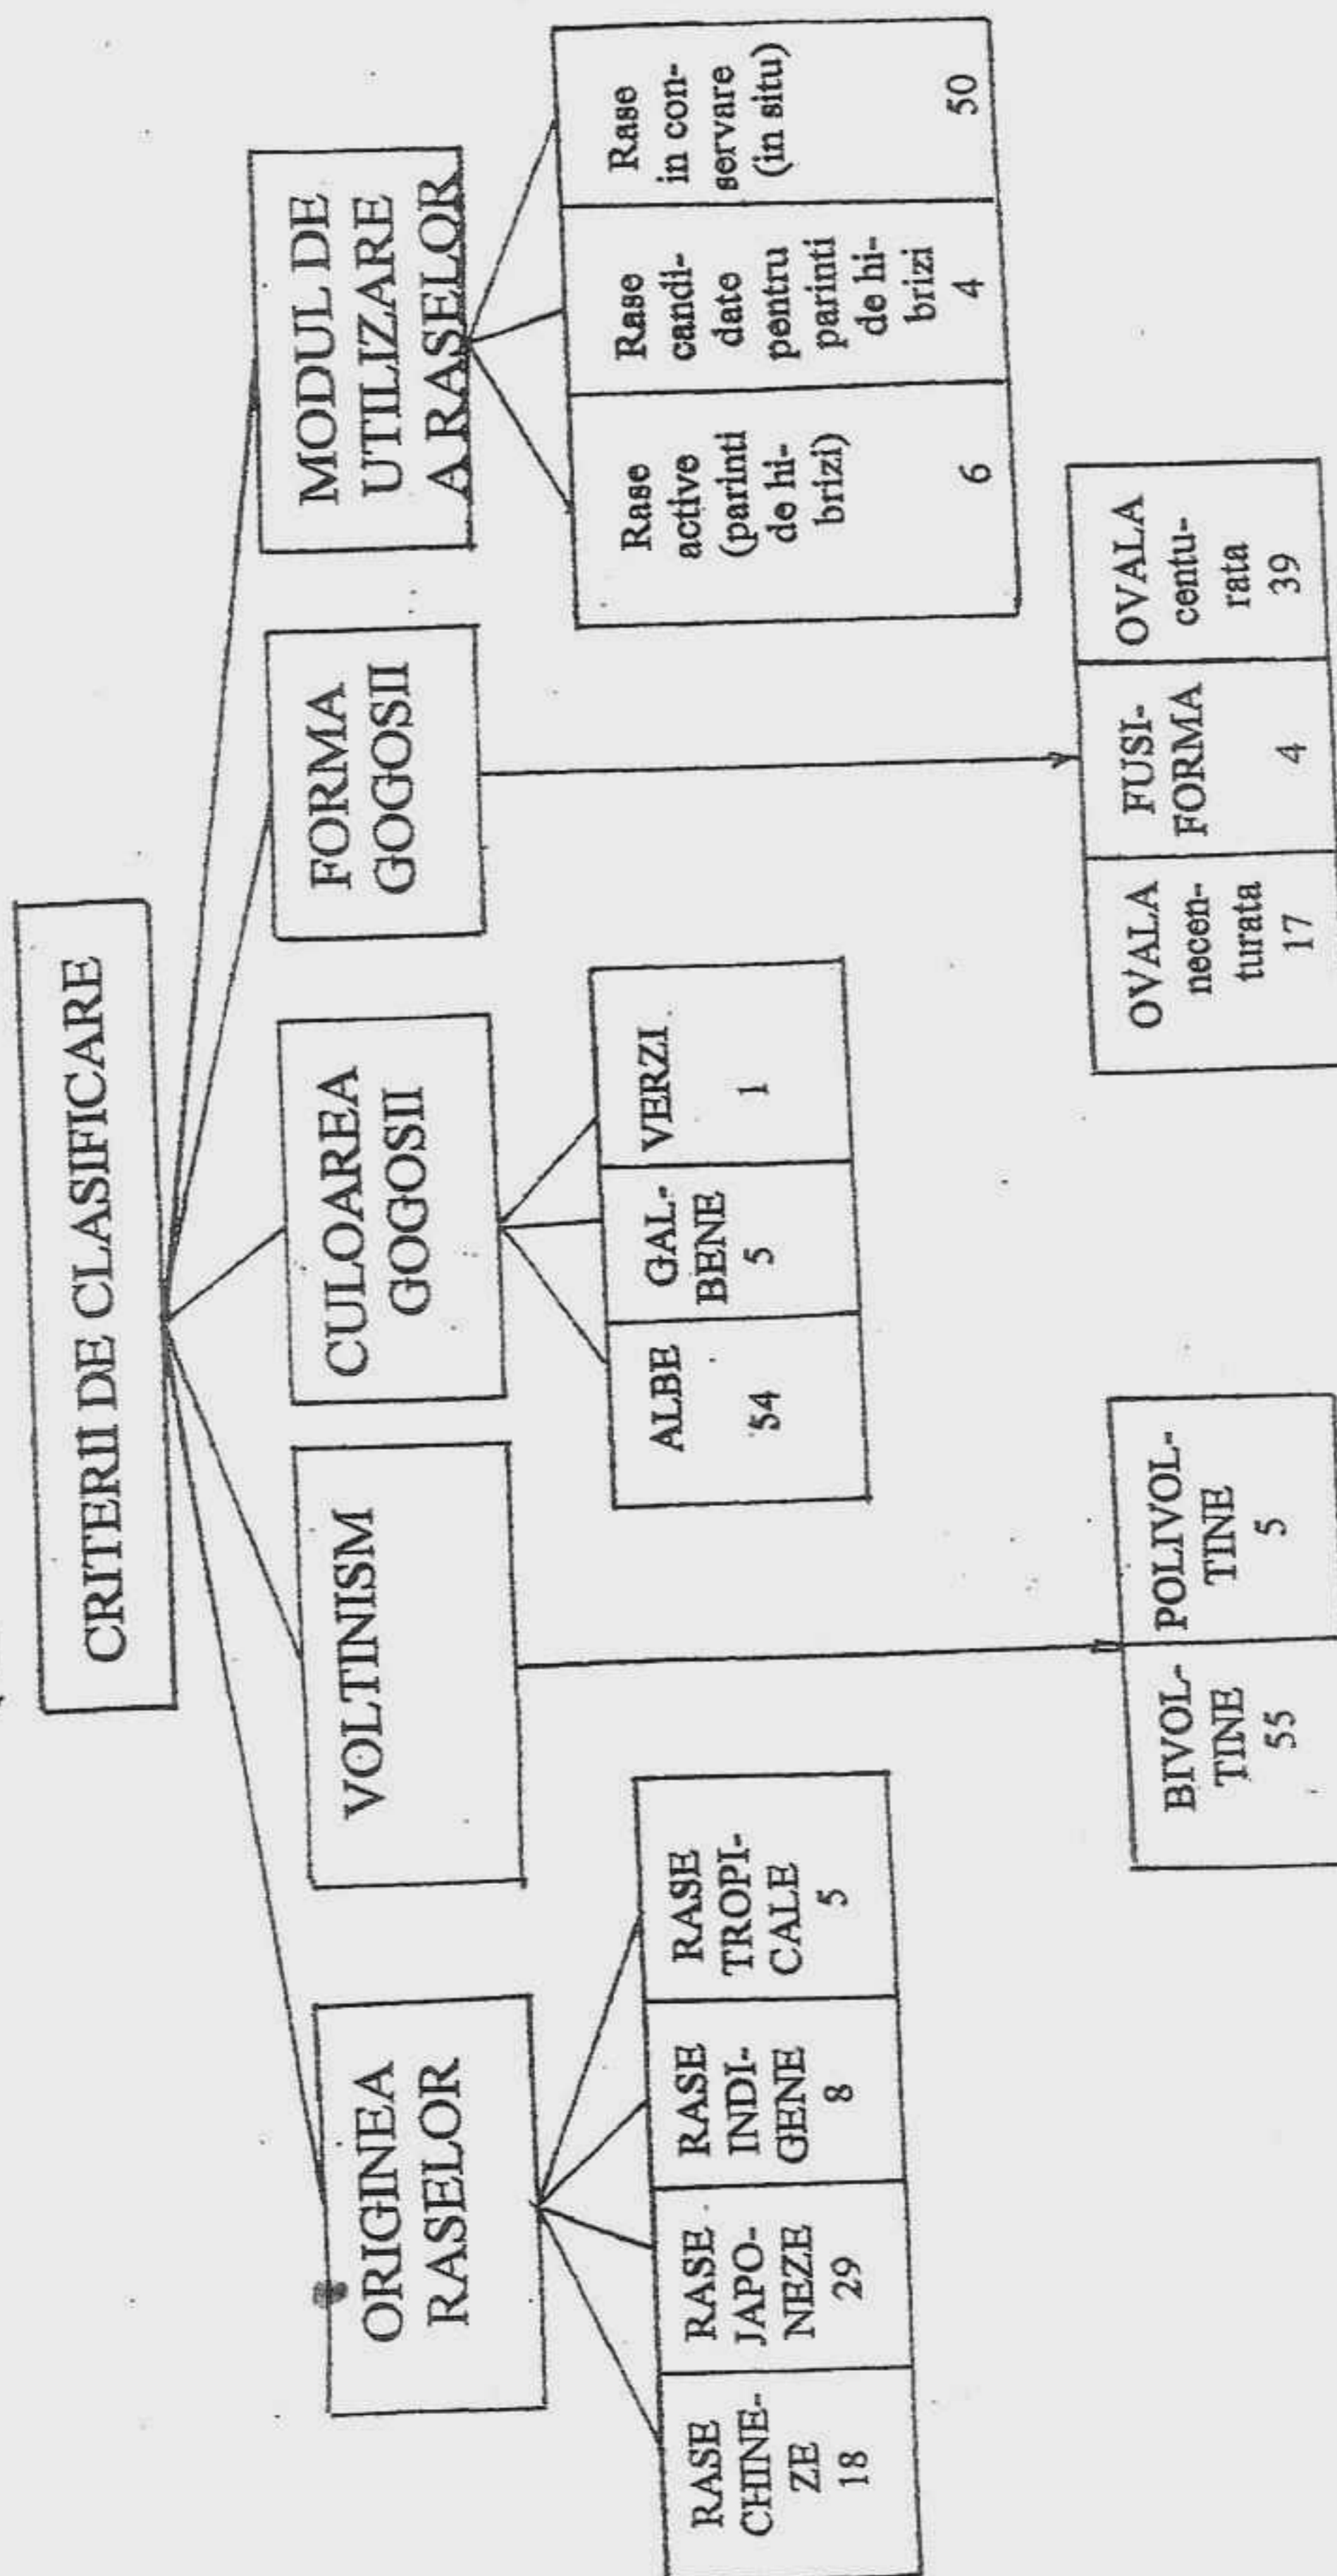 CRITERII DE CLASIFICARE
ORIGINEA
RASELOR
VOLTINISM
CULOAREA
GOGOSII
FORMA
GOGOSII
MODUL DE
UTILIZARE
A RASELOR
RASE
CHINE-
ZE
18
RASE
JAPO-
NEZE
29
RASE
INDI-
GENE
8
RASE
TROPI-
CALE
5
BIVOL-
TINE
55
POLIVOL-
TINE
5
ALBE
54
GAL-
BENE
5
VERZI
1
OVALA
necen-
turata
17
FUSI-
FORMA
4
OVALA
centu-
rata
39
Rase
active
(parinti
de hi-
brizi)
6
Rase
candi-
date
pentru
parinti
de hi-
brizi
4
Rase
in con-
servare
(in situ)
50